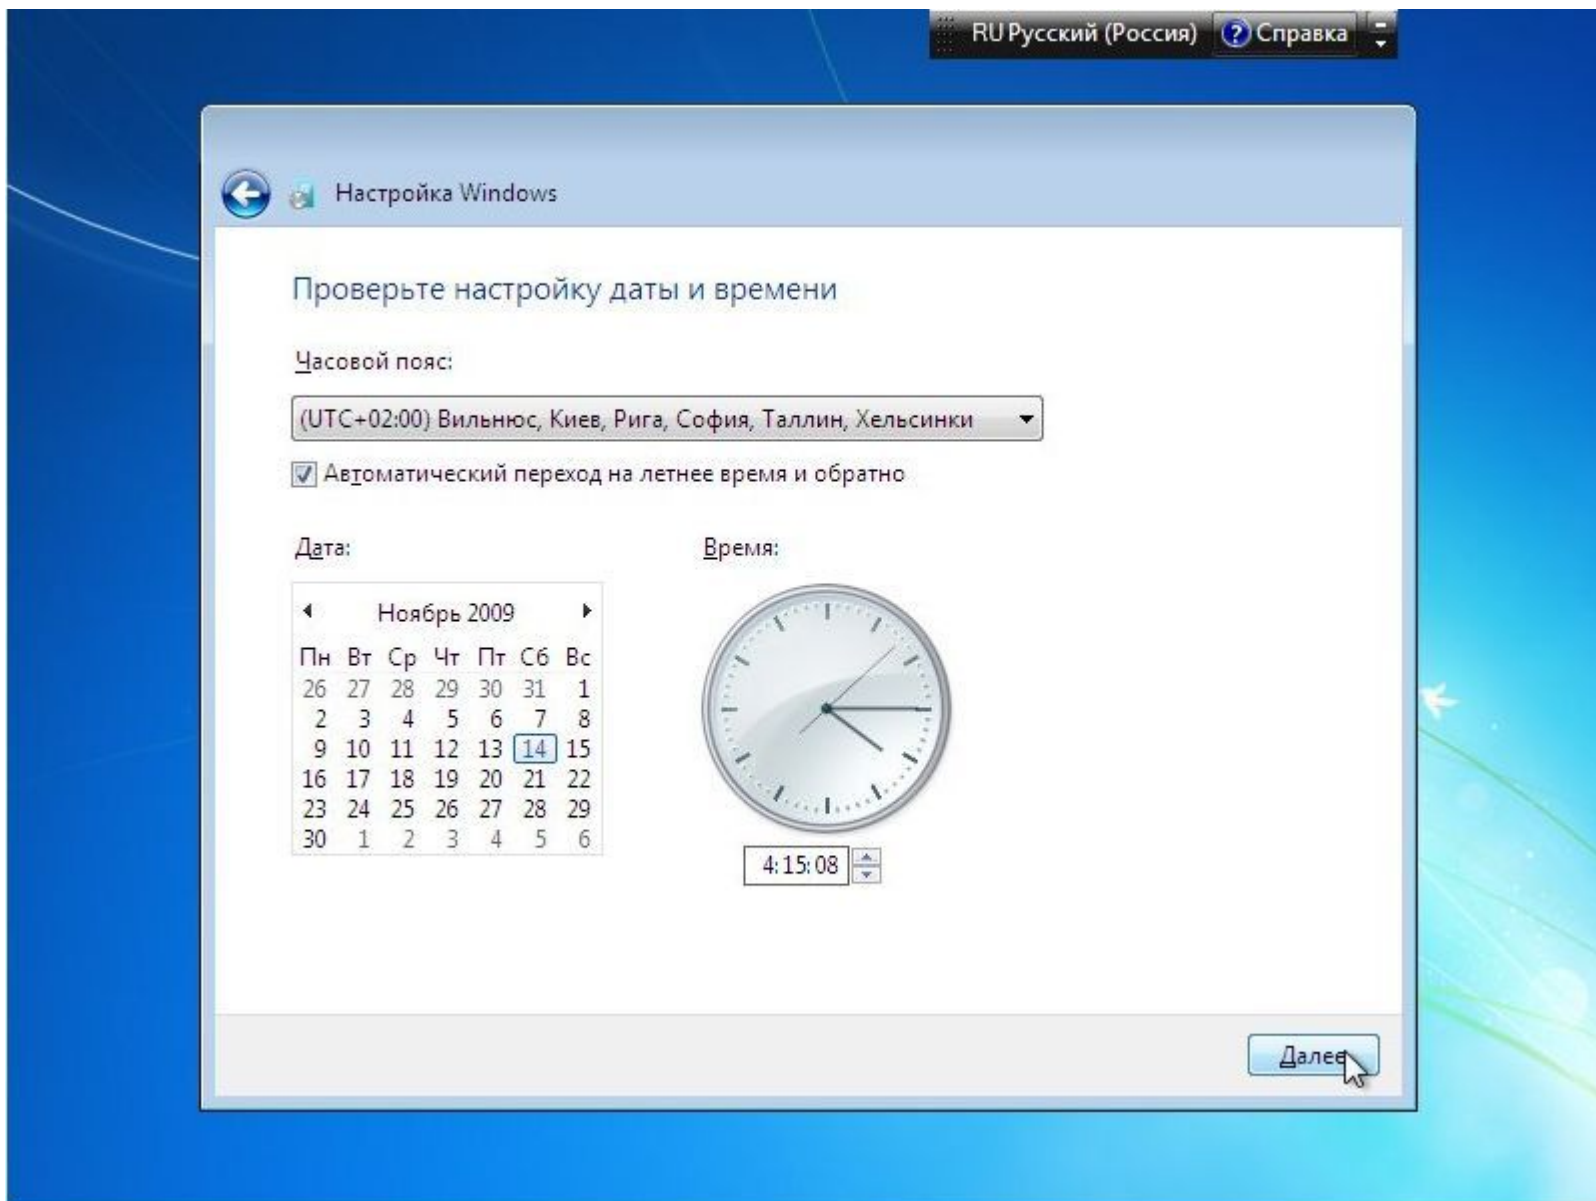 RU Русский (Россия) ? Справка
Настройка Windows
Проверьте настройку даты и времени
Часовой пояс:
(UTC+02:00) Вильнюс, Киев, Рига, София, Таллин, Хельсинки
Автоматический переход на летнее время и обратно
Дата:
Время:
Ноябрь 2009
Пн Вт Ср Чт Пт Сб Вс
26 27 28 29 30 31 1
2 3 4 5 6 7 8
9 10 11 12 13 14 15
16 17 18 19 20 21 22
23 24 25 26 27 28 29
30 1 2 3 4 5 6
4:15:08
Далее